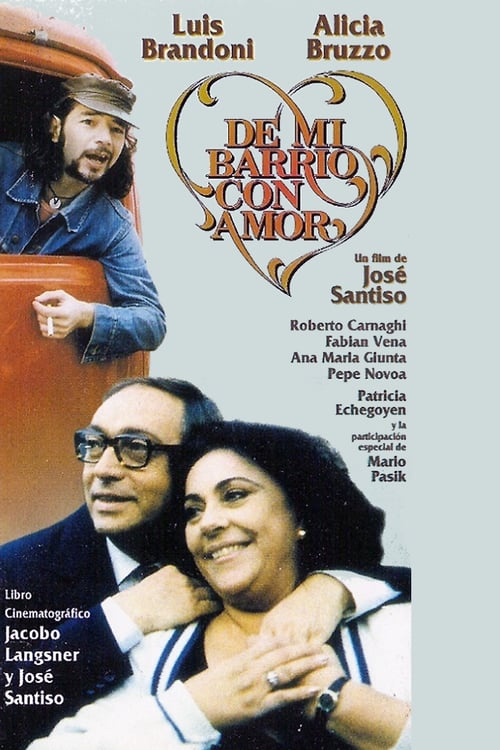 Luis Alicia
Brandoni Bruzzo
DE MI
BARRIO
CON
AMOR
Un film de
José
Santiso
Roberto Carnaghi
Fabian Vena
Ana María Giunta
Pepe Novoa
Patricia
Echegoyen
y la
participación
especial de
Mario
Pasik
Libro
Cinematográfico
Jacobo
Langsner
y José
Santiso